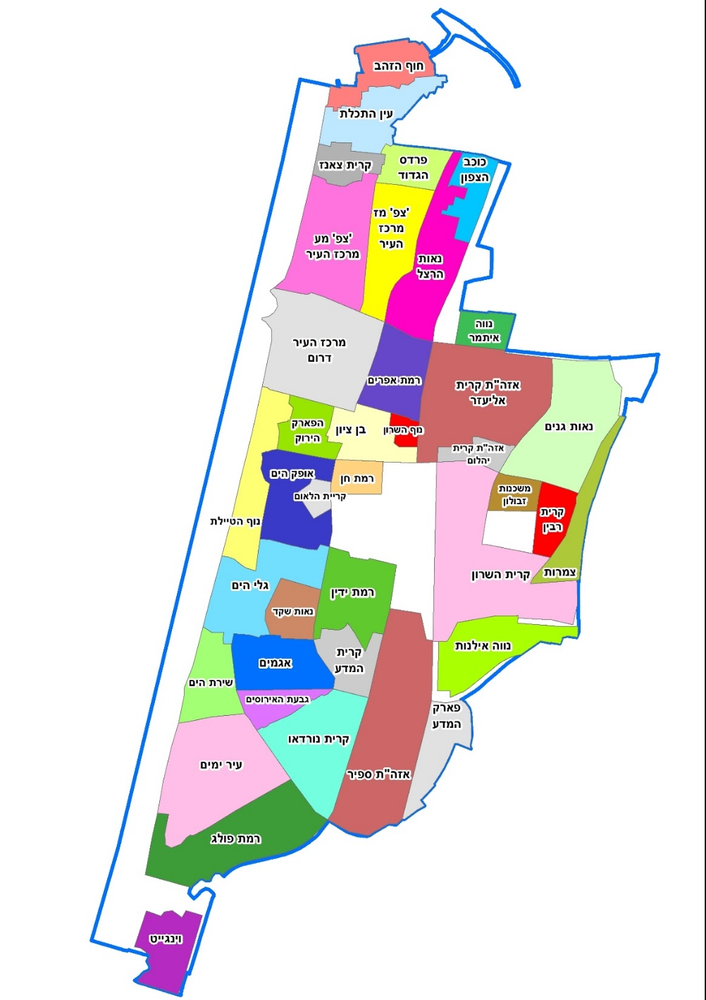 חוף הזהב
עין התכלת
קרית צאנז
פרדס
הגדוד
כוכב
הצפון
צפ' מז'
מרכז
העיר
צפ' מע'
מרכז העיר
נאות
הרצל
נווה
איתמר
מרכז העיר
דרום
רמת אפרים
אזה"ת קרית
אליעזר
נאות גנים
הפארק
הירוק
בן ציון
נוף השרון
אזה"ת קרית
יהלום
אופק הים
רמת חן
קריית הלאום
משכנות
זבולון
קרית
רבין
נוף הטיילת
צמרות
קרית השרון
גלי הים
רמת ידין
נאות שקד
נווה אילנות
אגמים
קרית
המדע
שירת הים
גבעת האירוסים
פארק
המדע
קרית נורדאו
עיר ימים
אזה"ת ספיר
רמת פולג
וינגייט